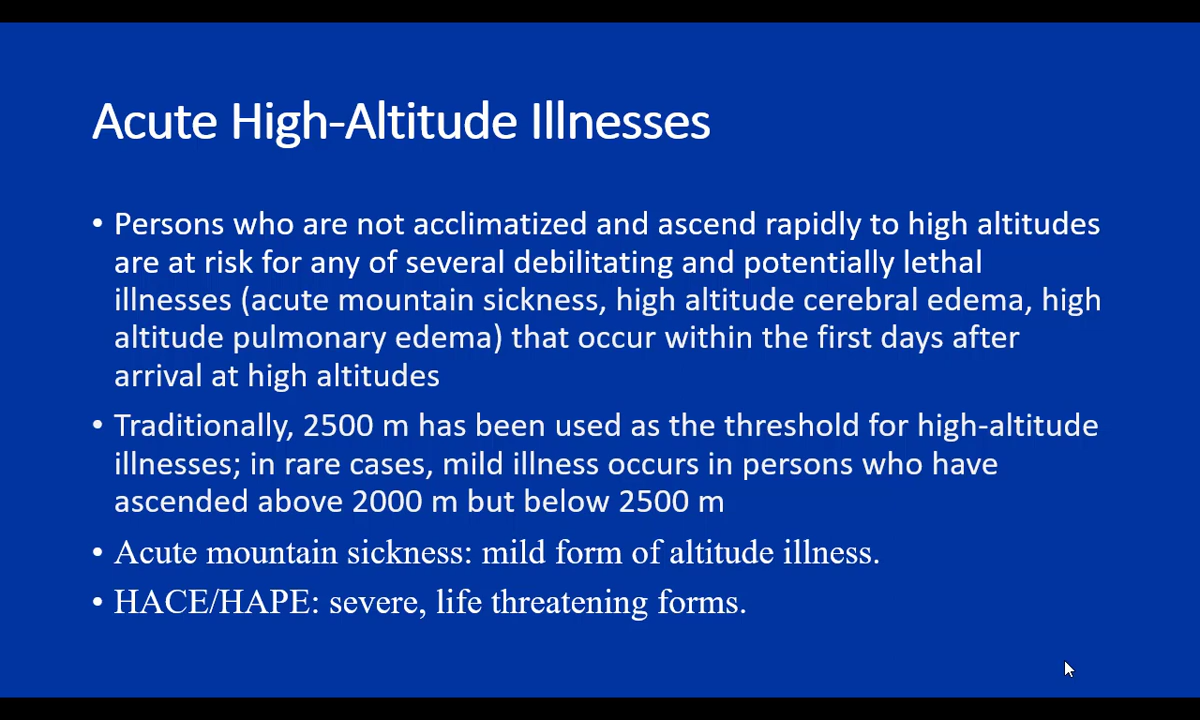 Acute High-Altitude Illnesses
• Persons who are not acclimatized and ascend rapidly to high altitudes
are at risk for any of several debilitating and potentially lethal
illnesses (acute mountain sickness, high altitude cerebral edema, high
altitude pulmonary edema) that occur within the first days after
arrival at high altitudes
• Traditionally, 2500 m has been used as the threshold for high-altitude
illnesses; in rare cases, mild illness occurs in persons who have
ascended above 2000 m but below 2500 m
• Acute mountain sickness: mild form of altitude illness.
• HACE/HAPE: severe, life threatening forms.